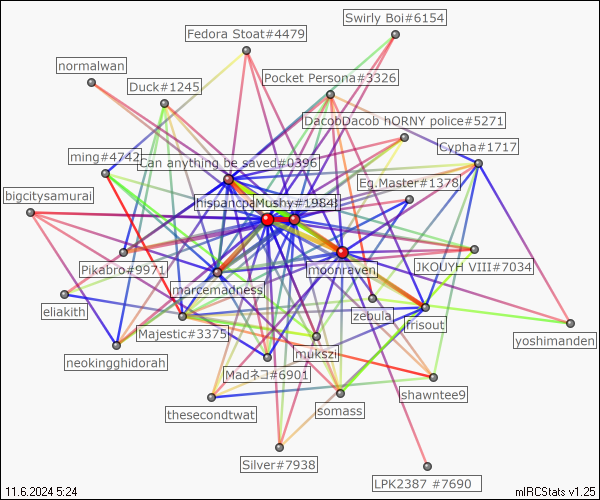 Swirly Boi#6154
Fedora Stoat#4479
normalwan
Pocket Persona#3326
Duck#1245
DacobDacob hORNY police#5271
Cypha#1717
ming#4742
Can anything be saved#0396
Eg.Master#1378
bigcitysamurai
hispancpa
Mushy#1984
moonraven
JKOUYH VIII#7034
Pikabro#9971
marcemadness
eliakith
zebula
frisout
Majestic#3375
yoshimanden
mukszi
neokingghidorah
Madネコ#6901
shawntee9
thesecondtwat
somass
Silver#7938
LPK2387 #7690
11.6.2024 5:24
mIRCStats v1.25